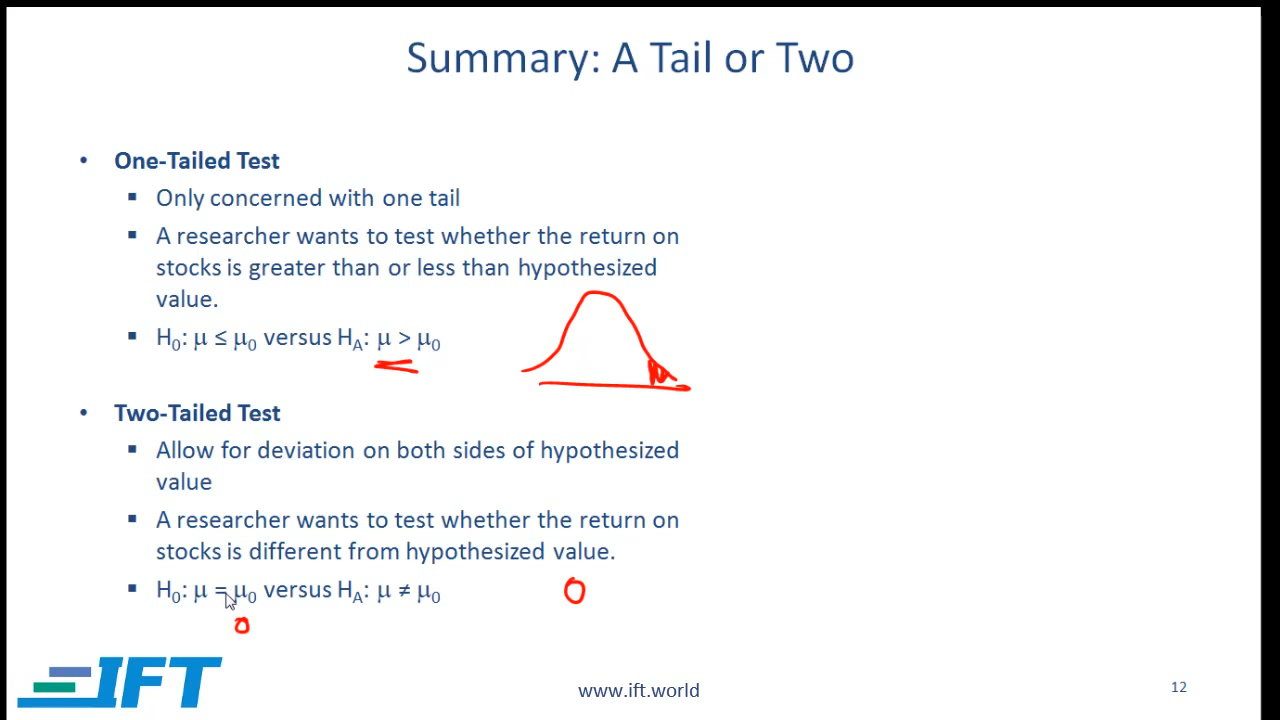 Summary: A Tail or Two
• One-Tailed Test
▪ Only concerned with one tail
▪ A researcher wants to test whether the return on
stocks is greater than or less than hypothesized
value.
▪ H₀: μ ≤ μ₀ versus Hₐ: μ > μ₀
• Two-Tailed Test
▪ Allow for deviation on both sides of hypothesized
value
▪ A researcher wants to test whether the return on
stocks is different from hypothesized value.
▪ H₀: μ = μ₀ versus Hₐ: μ ≠ μ₀ 0
0
IFT
www.ift.world
12